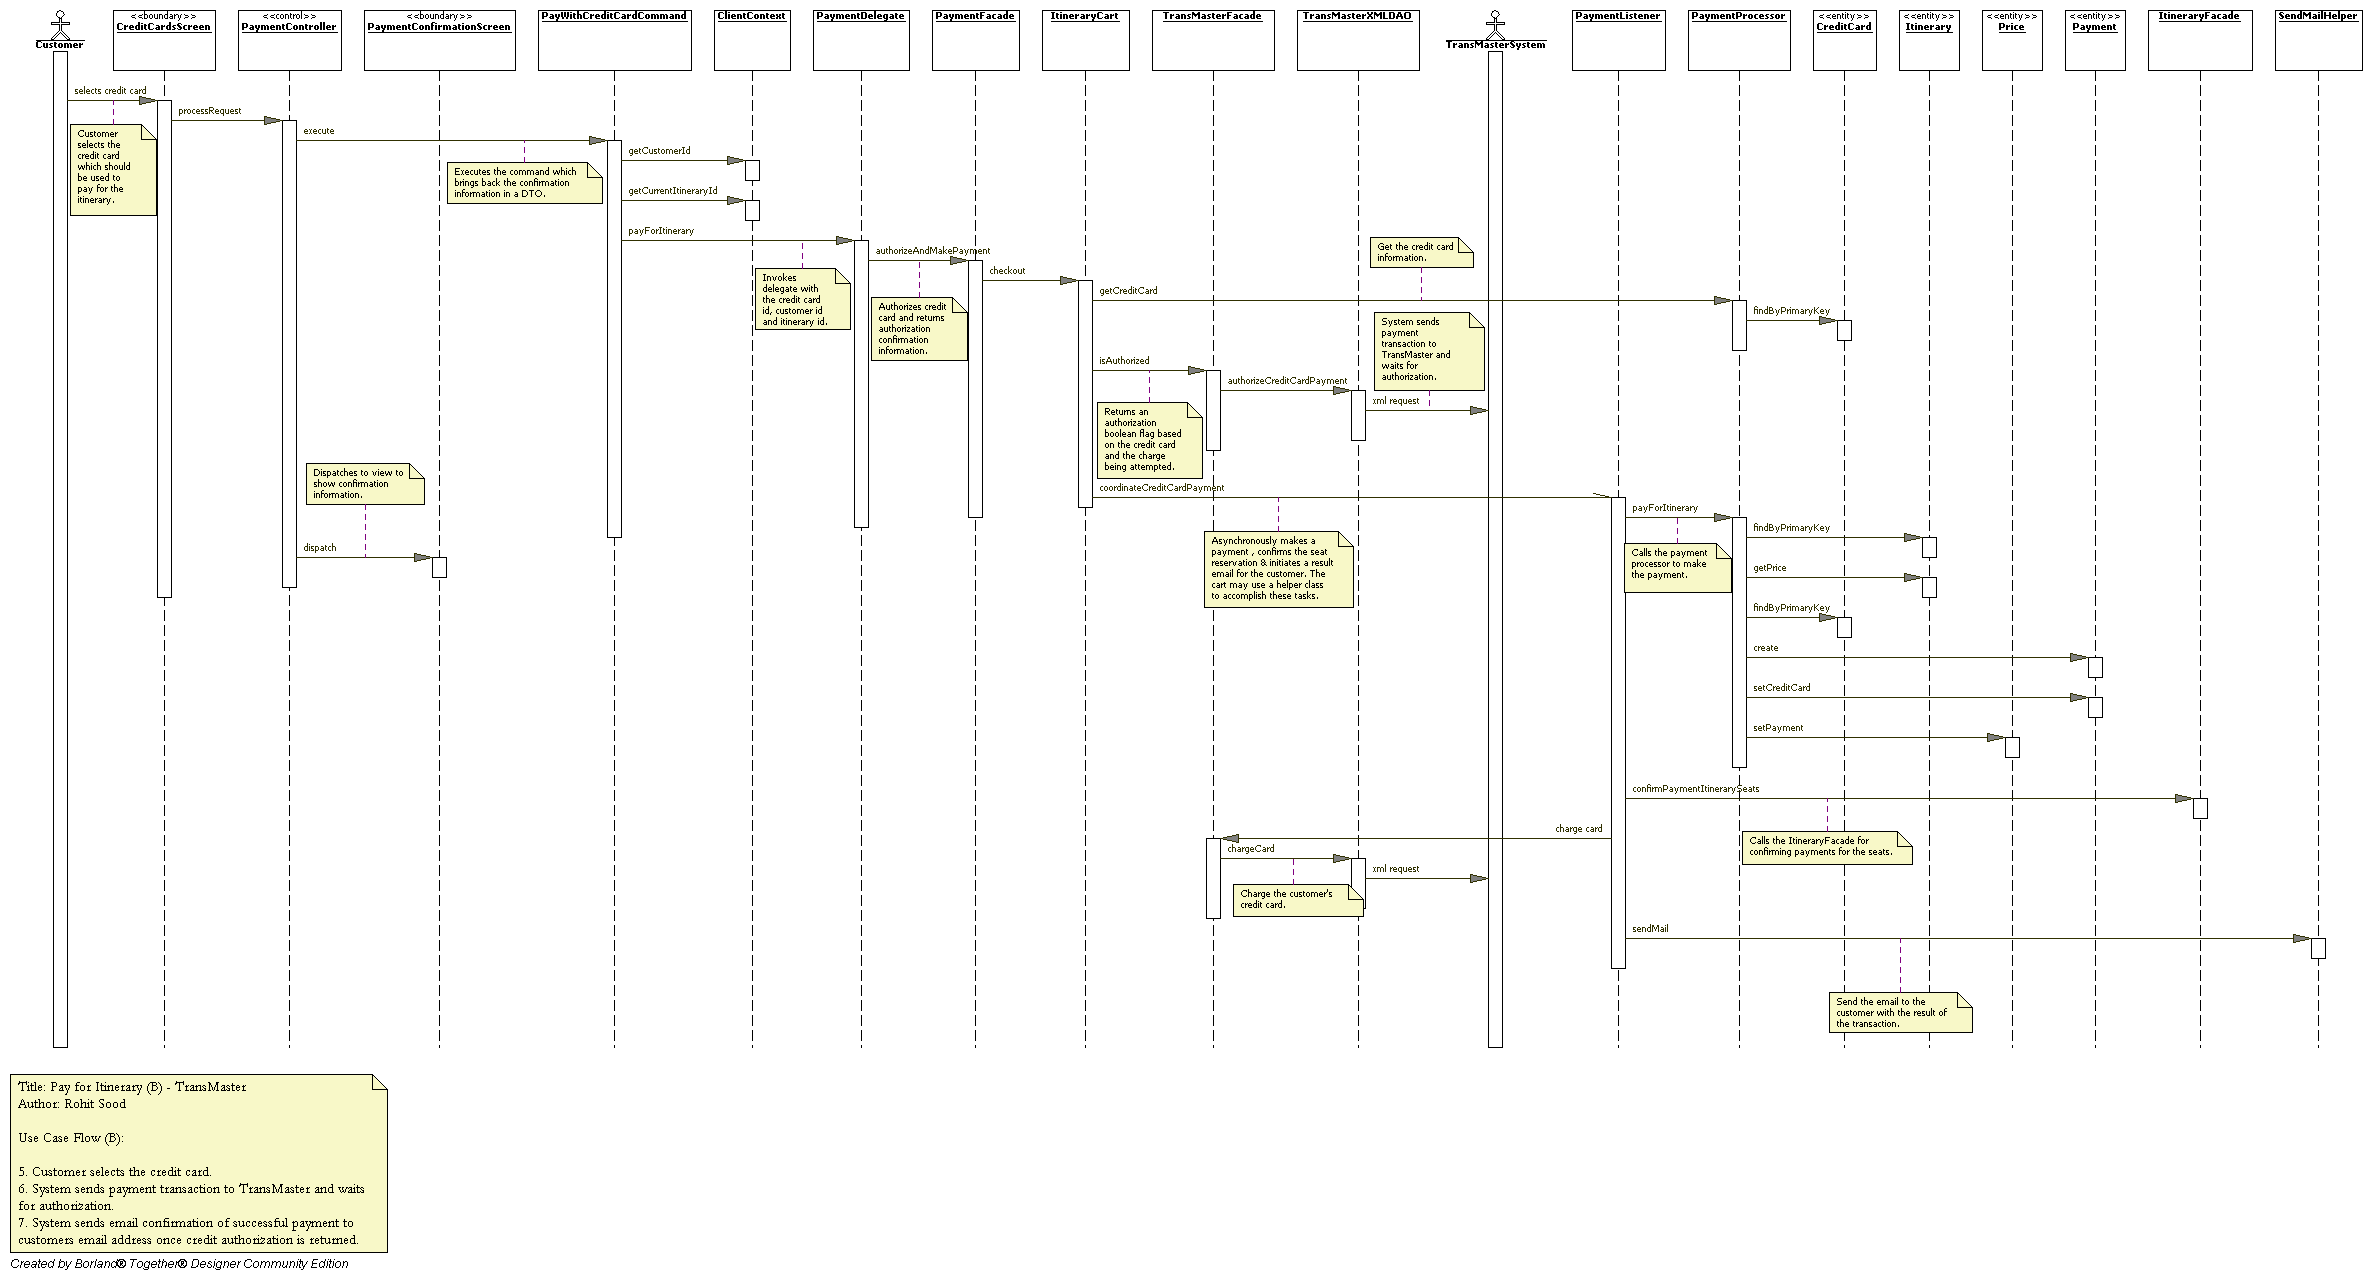 <<boundary>>
<<control>>
<<boundary>>
<<entity>>
<<entity>>
<<entity>>
<<entity>>
Customer
CreditCardsScreen
PaymentController
PaymentConfirmationScreen
PayWithCreditCardCommand
ClientContext
PaymentDelegate
PaymentFacade
ItineraryCart
TransMasterFacade
TransMasterXMLDAO
TransMasterSystem
PaymentListener
PaymentProcessor
CreditCard
Itinerary
Price
Payment
ItineraryFacade
SendMailHelper
selects credit card
Customer
selects the
credit card
which should
be used to
pay for the
itinerary.
processRequest
execute
Executes the command which
brings back the confirmation
information in a DTO.
getCustomerId
getCurrentItineraryId
payForItinerary
Invokes
delegate with
the credit card
id, customer id
and itinerary id.
authorizeAndMakePayment
Authorizes credit
card and returns
authorization
confirmation
information.
checkout
Get the credit card
information.
getCreditCard
findByPrimaryKey
System sends
payment
transaction to
TransMaster and
waits for
authorization.
isAuthorized
authorizeCreditCardPayment
xml request
Returns an
authorization
boolean flag based
on the credit card
and the charge
being attempted.
Dispatches to view to
show confirmation
information.
dispatch
coordinateCreditCardPayment
Asynchronously makes a
payment , confirms the seat
reservation & initiates a result
email for the customer. The
cart may use a helper class
to accomplish these tasks.
payForItinerary
Calls the payment
processor to make
the payment.
findByPrimaryKey
getPrice
findByPrimaryKey
create
setCreditCard
setPayment
confirmPaymentItinerarySeats
Calls the ItineraryFacade for
confirming payments for the seats.
charge card
chargeCard
xml request
Charge the customer's
credit card.
sendMail
Send the email to the
customer with the result of
the transaction.
Title: Pay for Itinerary (B) - TransMaster
Author: Rohit Sood
Use Case Flow (B):
5. Customer selects the credit card.
6. System sends payment transaction to TransMaster and waits
for authorization.
7. System sends email confirmation of successful payment to
customers email address once credit authorization is returned.
Created by Borland® Together® Designer Community Edition